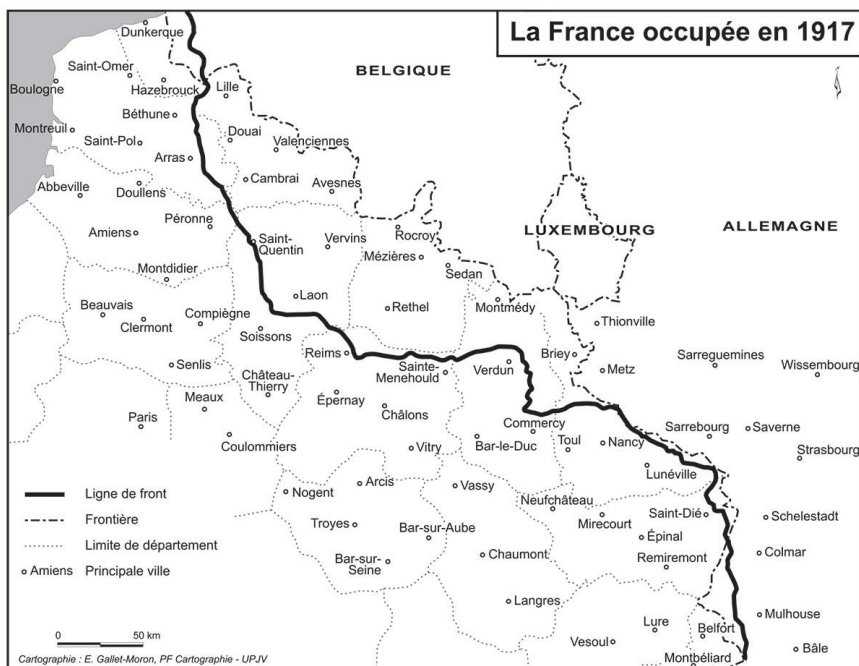 La France occupée en 1917
Dunkerque
BELGIQUE
Saint-Omer
Boulogne
Hazebrouck
Lille
Béthune
Montreuil
Douai
Saint-Pol
Valenciennes
Arras
Abbeville
Doullens
Cambrai
Avesnes
Péronne
Amiens
Saint-
Quentin
Vervins
Rocroy
LUXEMBOURG
ALLEMAGNE
Mézières
Sedan
Montdidier
Laon
Rethel
Montmédy
Beauvais
Clermont
Compiègne
Soissons
Thionville
Reims
Sainte-
Menehould
Verdun
Briey
Metz
Sarreguemines
Wissembourg
Senlis
Château-
Thierry
Meaux
Épernay
Châlons
Paris
Coulommiers
Commercy
Vitry
Bar-le-Duc
Toul
Nancy
Sarrebourg
Saverne
Strasbourg
Lunéville
Nogent
Arcis
Vassy
Neufchâteau
Mirecourt
Saint-Dié
Schelestadt
Troyes
Bar-sur-Aube
Épinal
Bar-sur-
Seine
Chaumont
Remiremont
Colmar
Langres
Mulhouse
Lure
Belfort
Vesoul
Bâle
Montbéliard
Ligne de front
Frontière
Limite de département
Amiens Principale ville
0 50 km
Cartographie : E. Gallet-Moron, PF Cartographie - UPJV